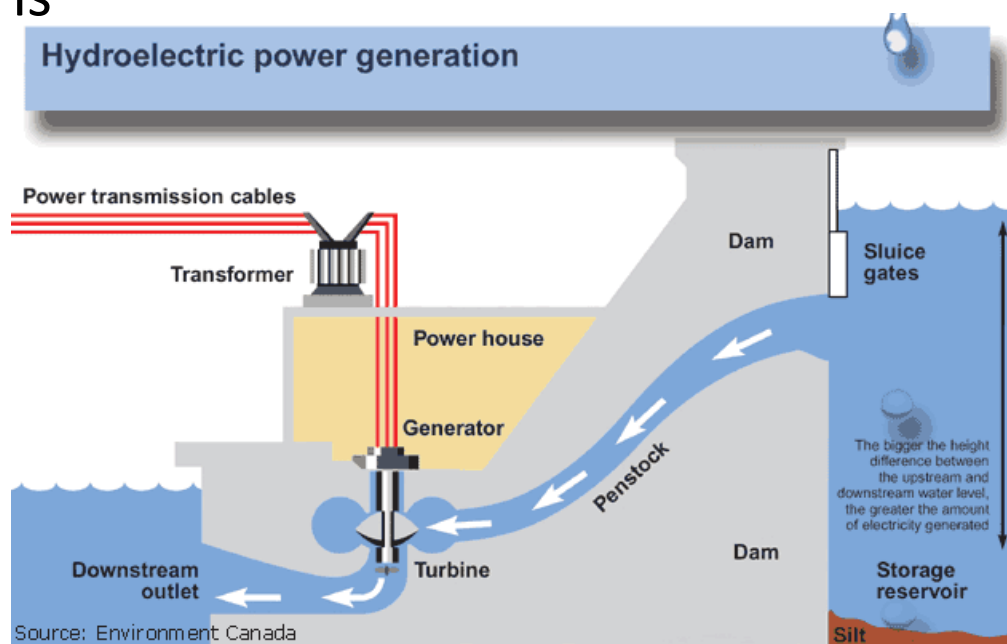 Hydroelectric power generation
Power transmission cables
Transformer
Dam
Sluice
gates
Power house
Generator
Penstock
The bigger the height
difference between
the upstream and
downstream water level,
the greater the amount
of electricity generated
Turbine
Dam
Downstream
outlet
Storage
reservoir
Silt
Source: Environment Canada